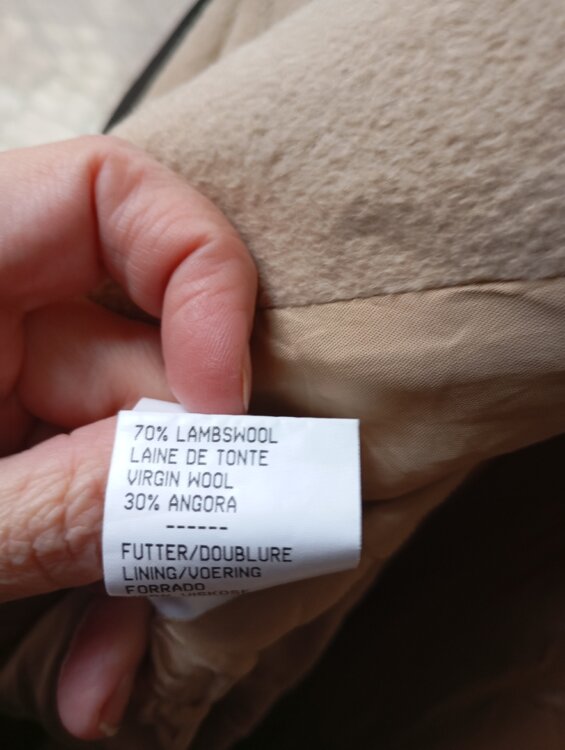 70% LAMBSWOOL
LAINE DE TONTE
VIRGIN WOOL
30% ANGORA
------
FUTTER/DOUBLURE
LINING/VOERING
FORRADO